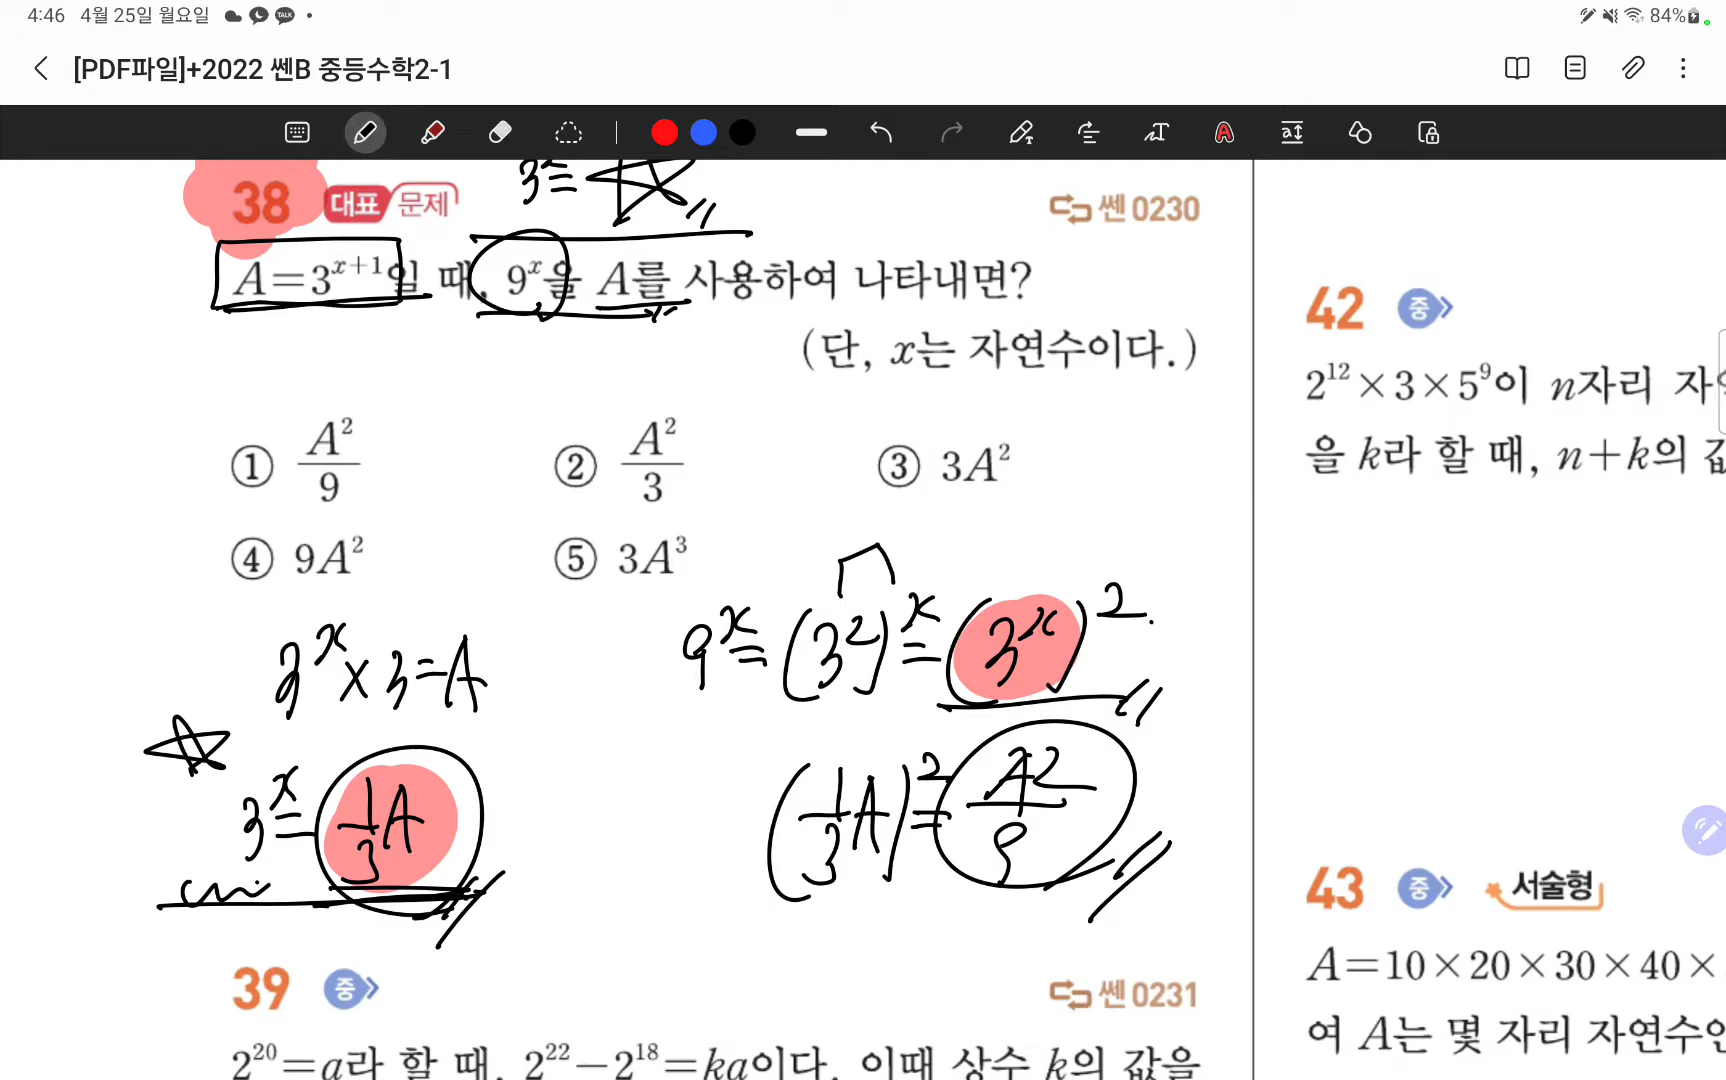 4:46 4월 25일 월요일 TALK 84%
[PDF파일]+2022 쎈B 중등수학2-1
3ˣ=
38 대표 문제 쎈 0230
A=3ˣ⁺¹일 때, 9ˣ을 A를 사용하여 나타내면?
(단, x는 자연수이다.)
① A²/9 ② A²/3 ③ 3A²
④ 9A² ⑤ 3A³
3ˣ×3=A
3ˣ=1/3A
9ˣ=(3²)ˣ=(3ˣ)²
(1/3A)²=A²/9
39 중 쎈 0231
2²⁰=a라 할 때, 2²²-2¹⁸=ka이다. 이때 상수 k의 값을
42 중
2¹²×3×5⁹이 n자리 자
을 k라 할 때, n+k의 값
43 중 서술형
A=10×20×30×40×
여 A는 몇 자리 자연수인